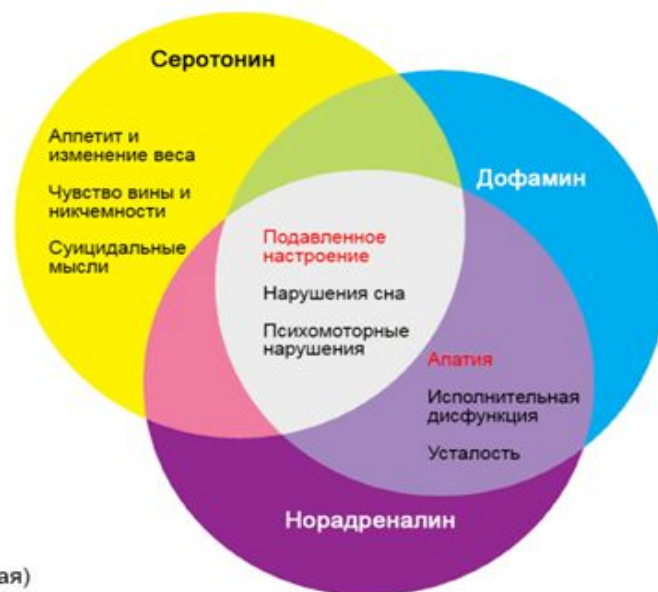 Серотонин
Аппетит и
изменение веса
Чувство вины и
никчемности
Суицидальные
мысли
Дофамин
Подавленное
настроение
Нарушения сна
Психомоторные
нарушения
Апатия
Исполнительная
дисфункция
Усталость
Норадреналин
ая)